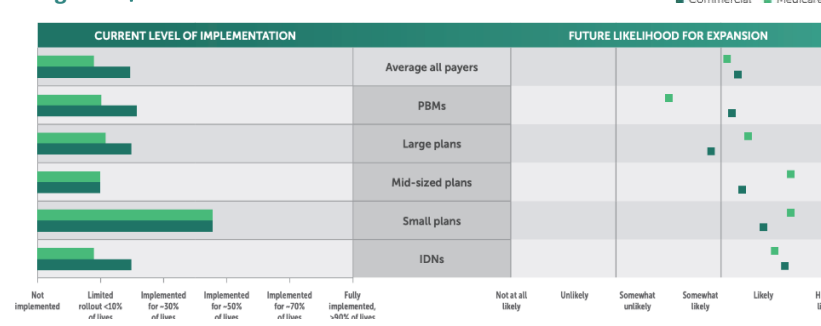 Commercial Medicare
CURRENT LEVEL OF IMPLEMENTATION
FUTURE LIKELIHOOD FOR EXPANSION
Average all payers
PBMs
Large plans
Mid-sized plans
Small plans
IDNs
Not implemented
Limited rollout <10% of lives
Implemented for ~30% of lives
Implemented for ~50% of lives
Implemented for ~70% of lives
Fully implemented, >90% of lives
Not at all likely
Unlikely
Somewhat unlikely
Somewhat likely
Likely